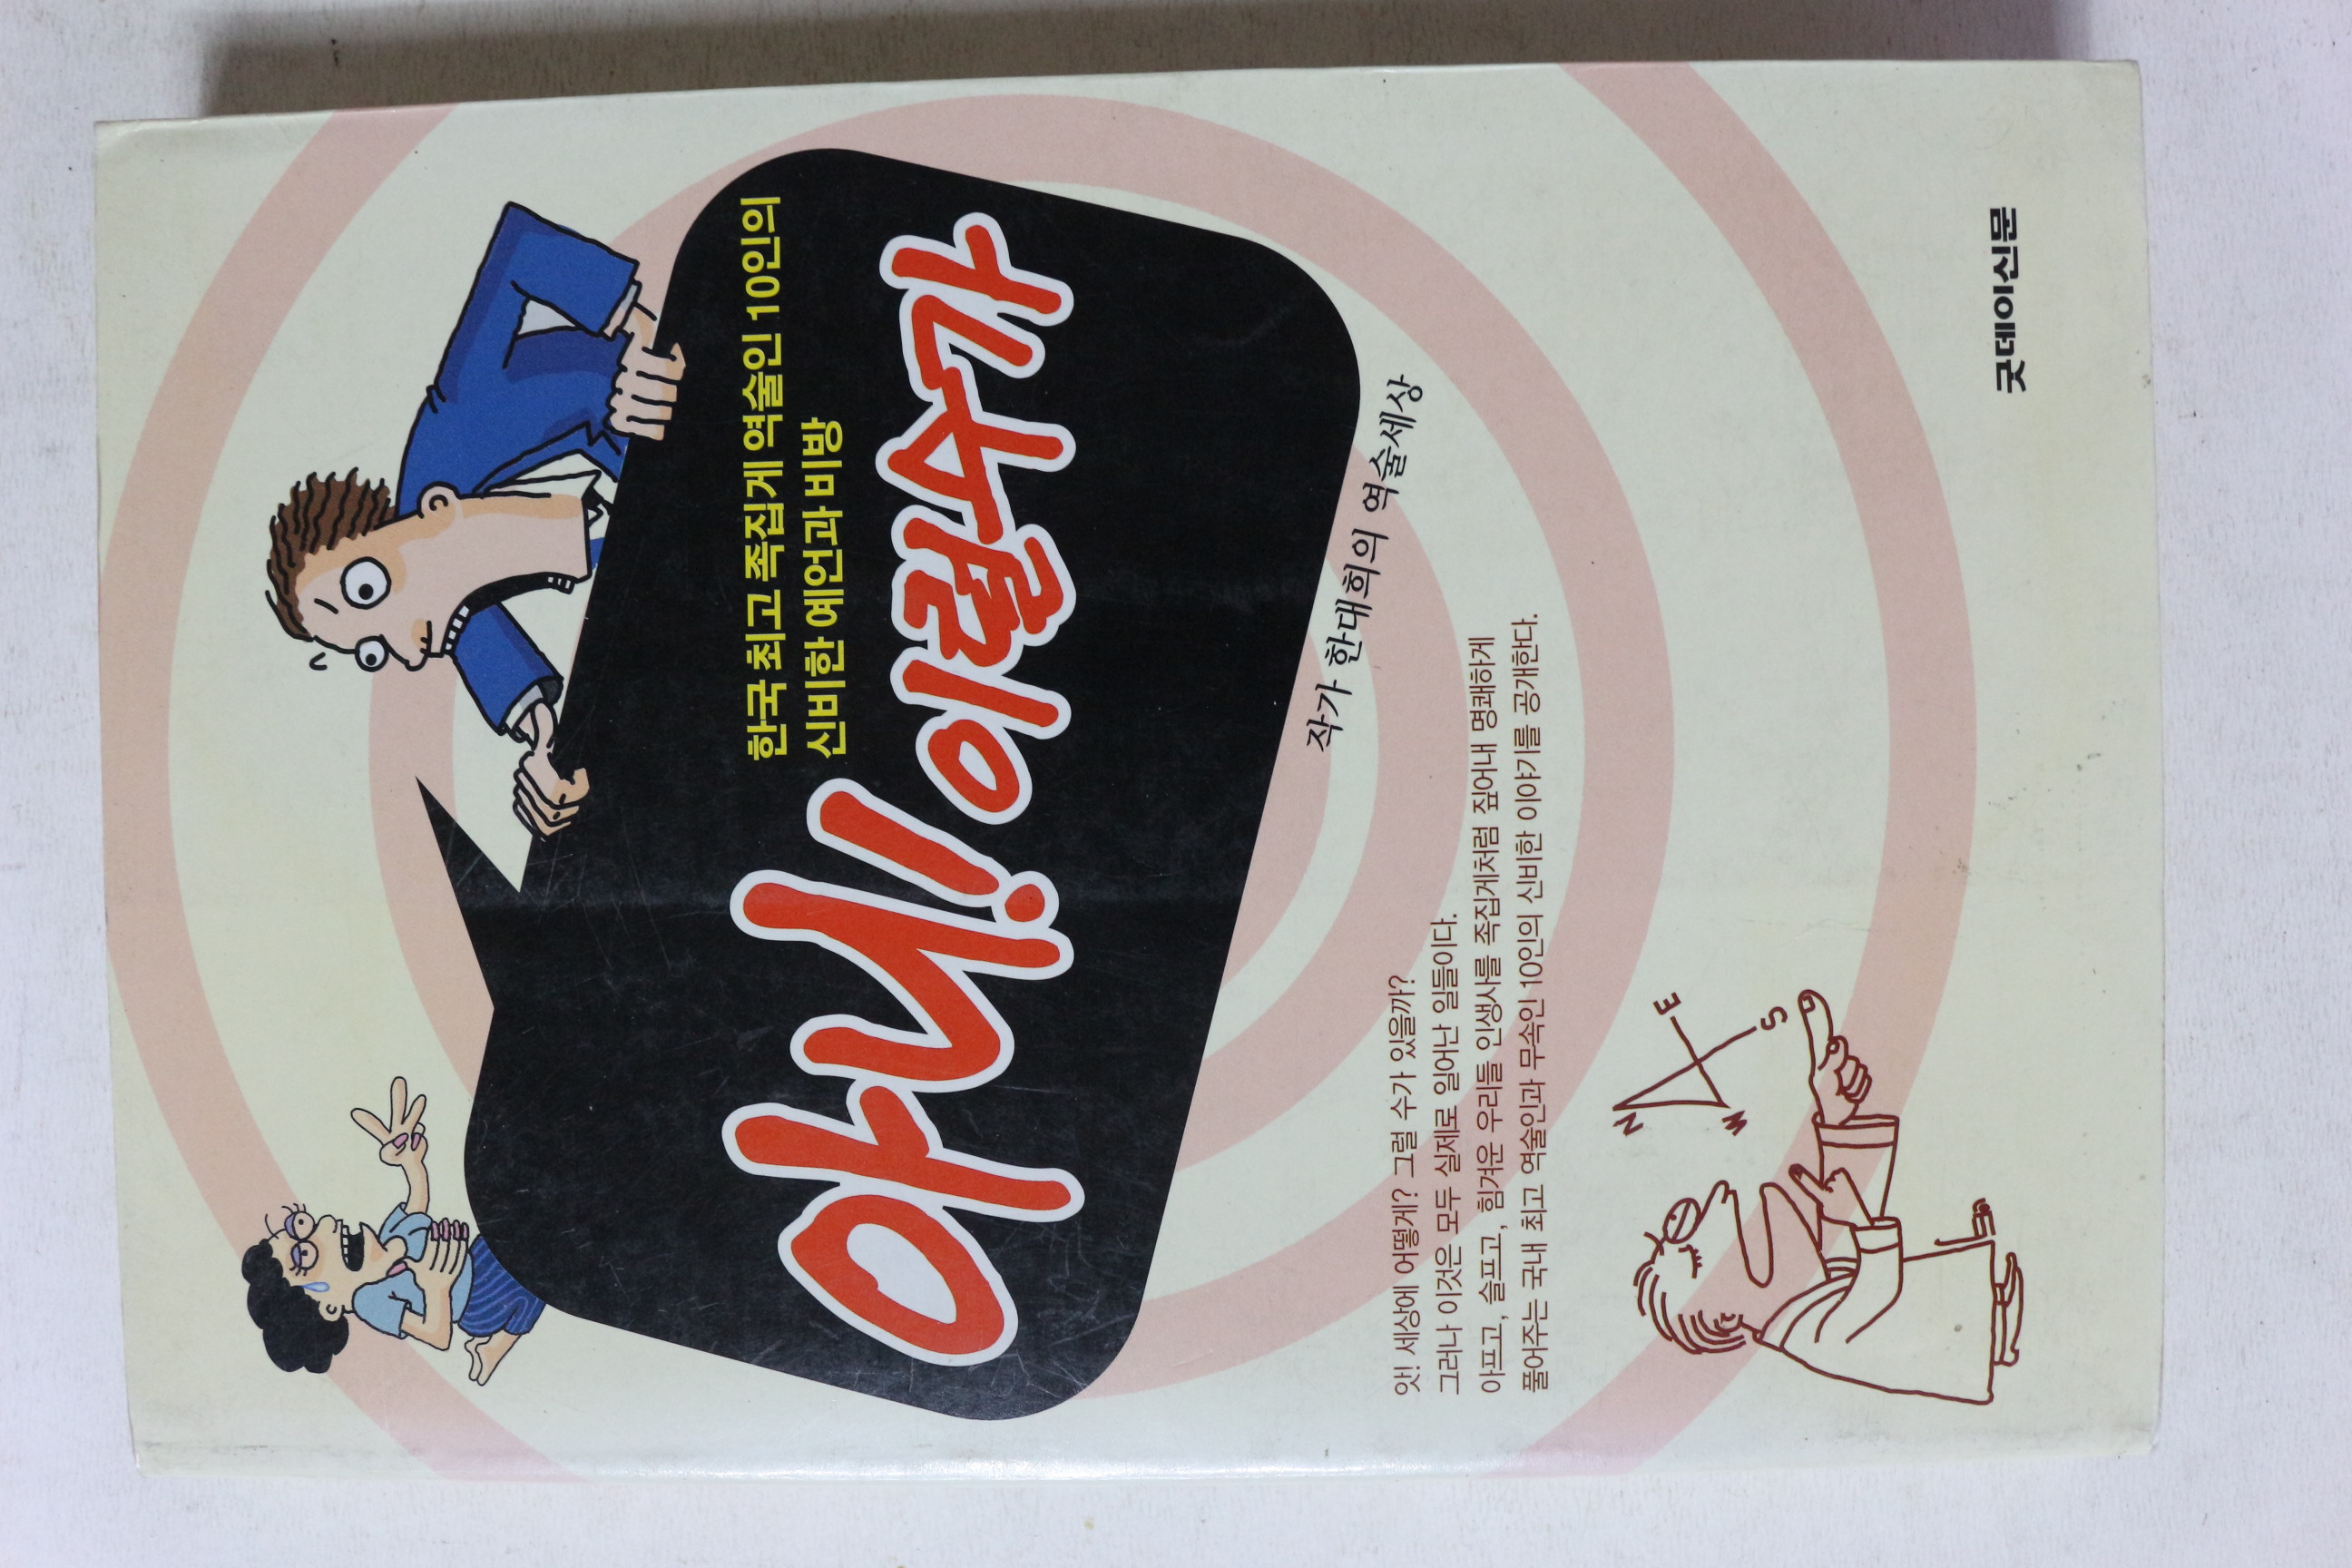 한국 최고 족집게 역술인 10인의
신비한 예언과 비방
아니! 이럴수가
작가 한대희의 역술세상
앗! 세상에 어떻게? 그럴 수가 있을까?
그러나 이것은 모두 실제로 일어난 일들이다.
아프고, 슬프고, 힘겨운 우리들 인생사를 족집게처럼 짚어내 명쾌하게
풀어주는 국내 최고 역술인과 무속인 10인의 신비한 이야기를 공개한다.
N
E
W
S
굿데이신문